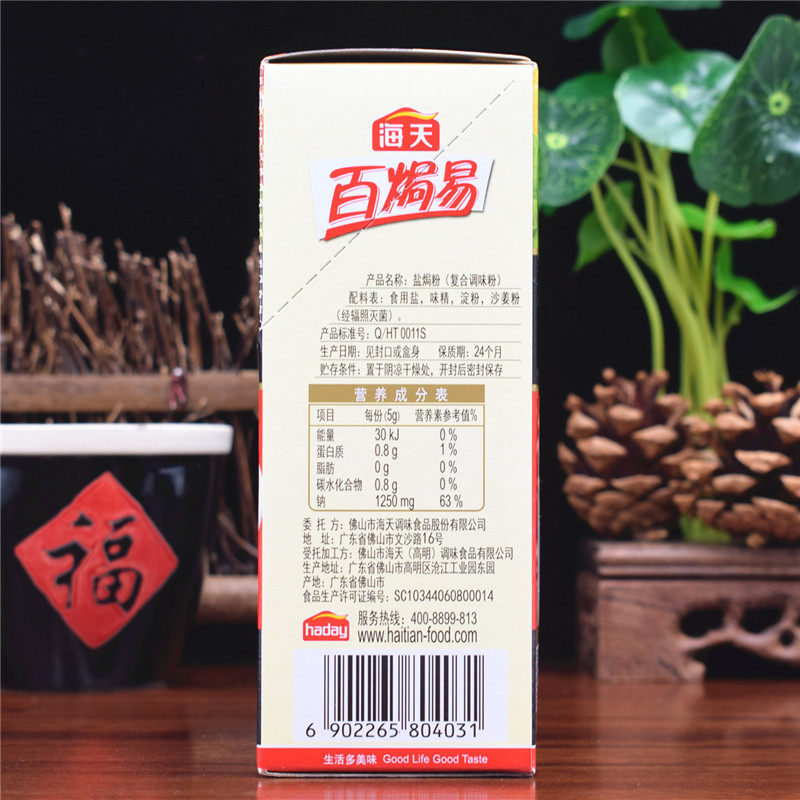 海天
百焗易
产品名称：盐焗粉（复合调味粉）
配料表：食用盐，味精，淀粉，沙姜粉
（经辐照灭菌）。
产品标准号：Q/HT 0011S
生产日期：见封口或盒身 保质期：24个月
贮存条件：置于阴凉干燥处，开封后密封保存
营养成分表
项目 每份(5g) 营养素参考值%
能量 30 kJ 0 %
蛋白质 0.8 g 1 %
脂肪 0 g 0 %
碳水化合物 0.8 g 0 %
钠 1250 mg 63 %
委托方：佛山市海天调味食品股份有限公司
地址：广东省佛山市文沙路16号
受托加工方：佛山市海天（高明）调味食品有限公司
生产地址：广东省佛山市高明区沧江工业园东园
产地：广东省佛山市
食品生产许可证编号：SC10344060800014
haday
服务热线：400-8899-813
www.haitian-food.com
6 902265 804031
生活多美味 Good Life Good Taste
福